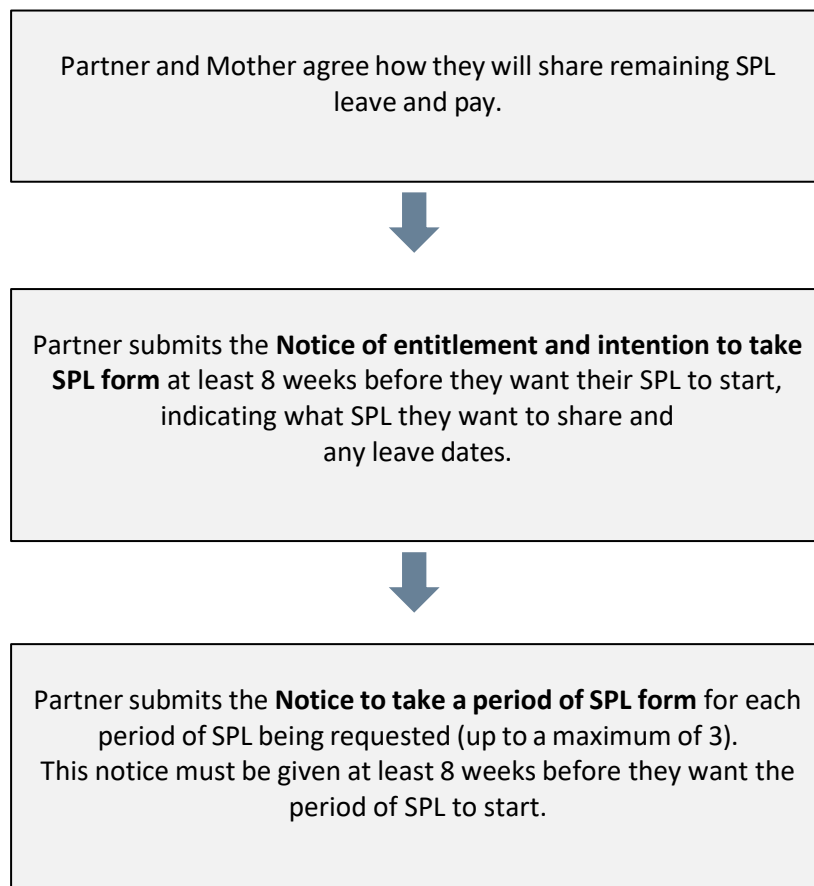 Partner and Mother agree how they will share remaining SPL
leave and pay.
Partner submits the Notice of entitlement and intention to take
SPL form at least 8 weeks before they want their SPL to start,
indicating what SPL they want to share and
any leave dates.
Partner submits the Notice to take a period of SPL form for each
period of SPL being requested (up to a maximum of 3).
This notice must be given at least 8 weeks before they want the
period of SPL to start.